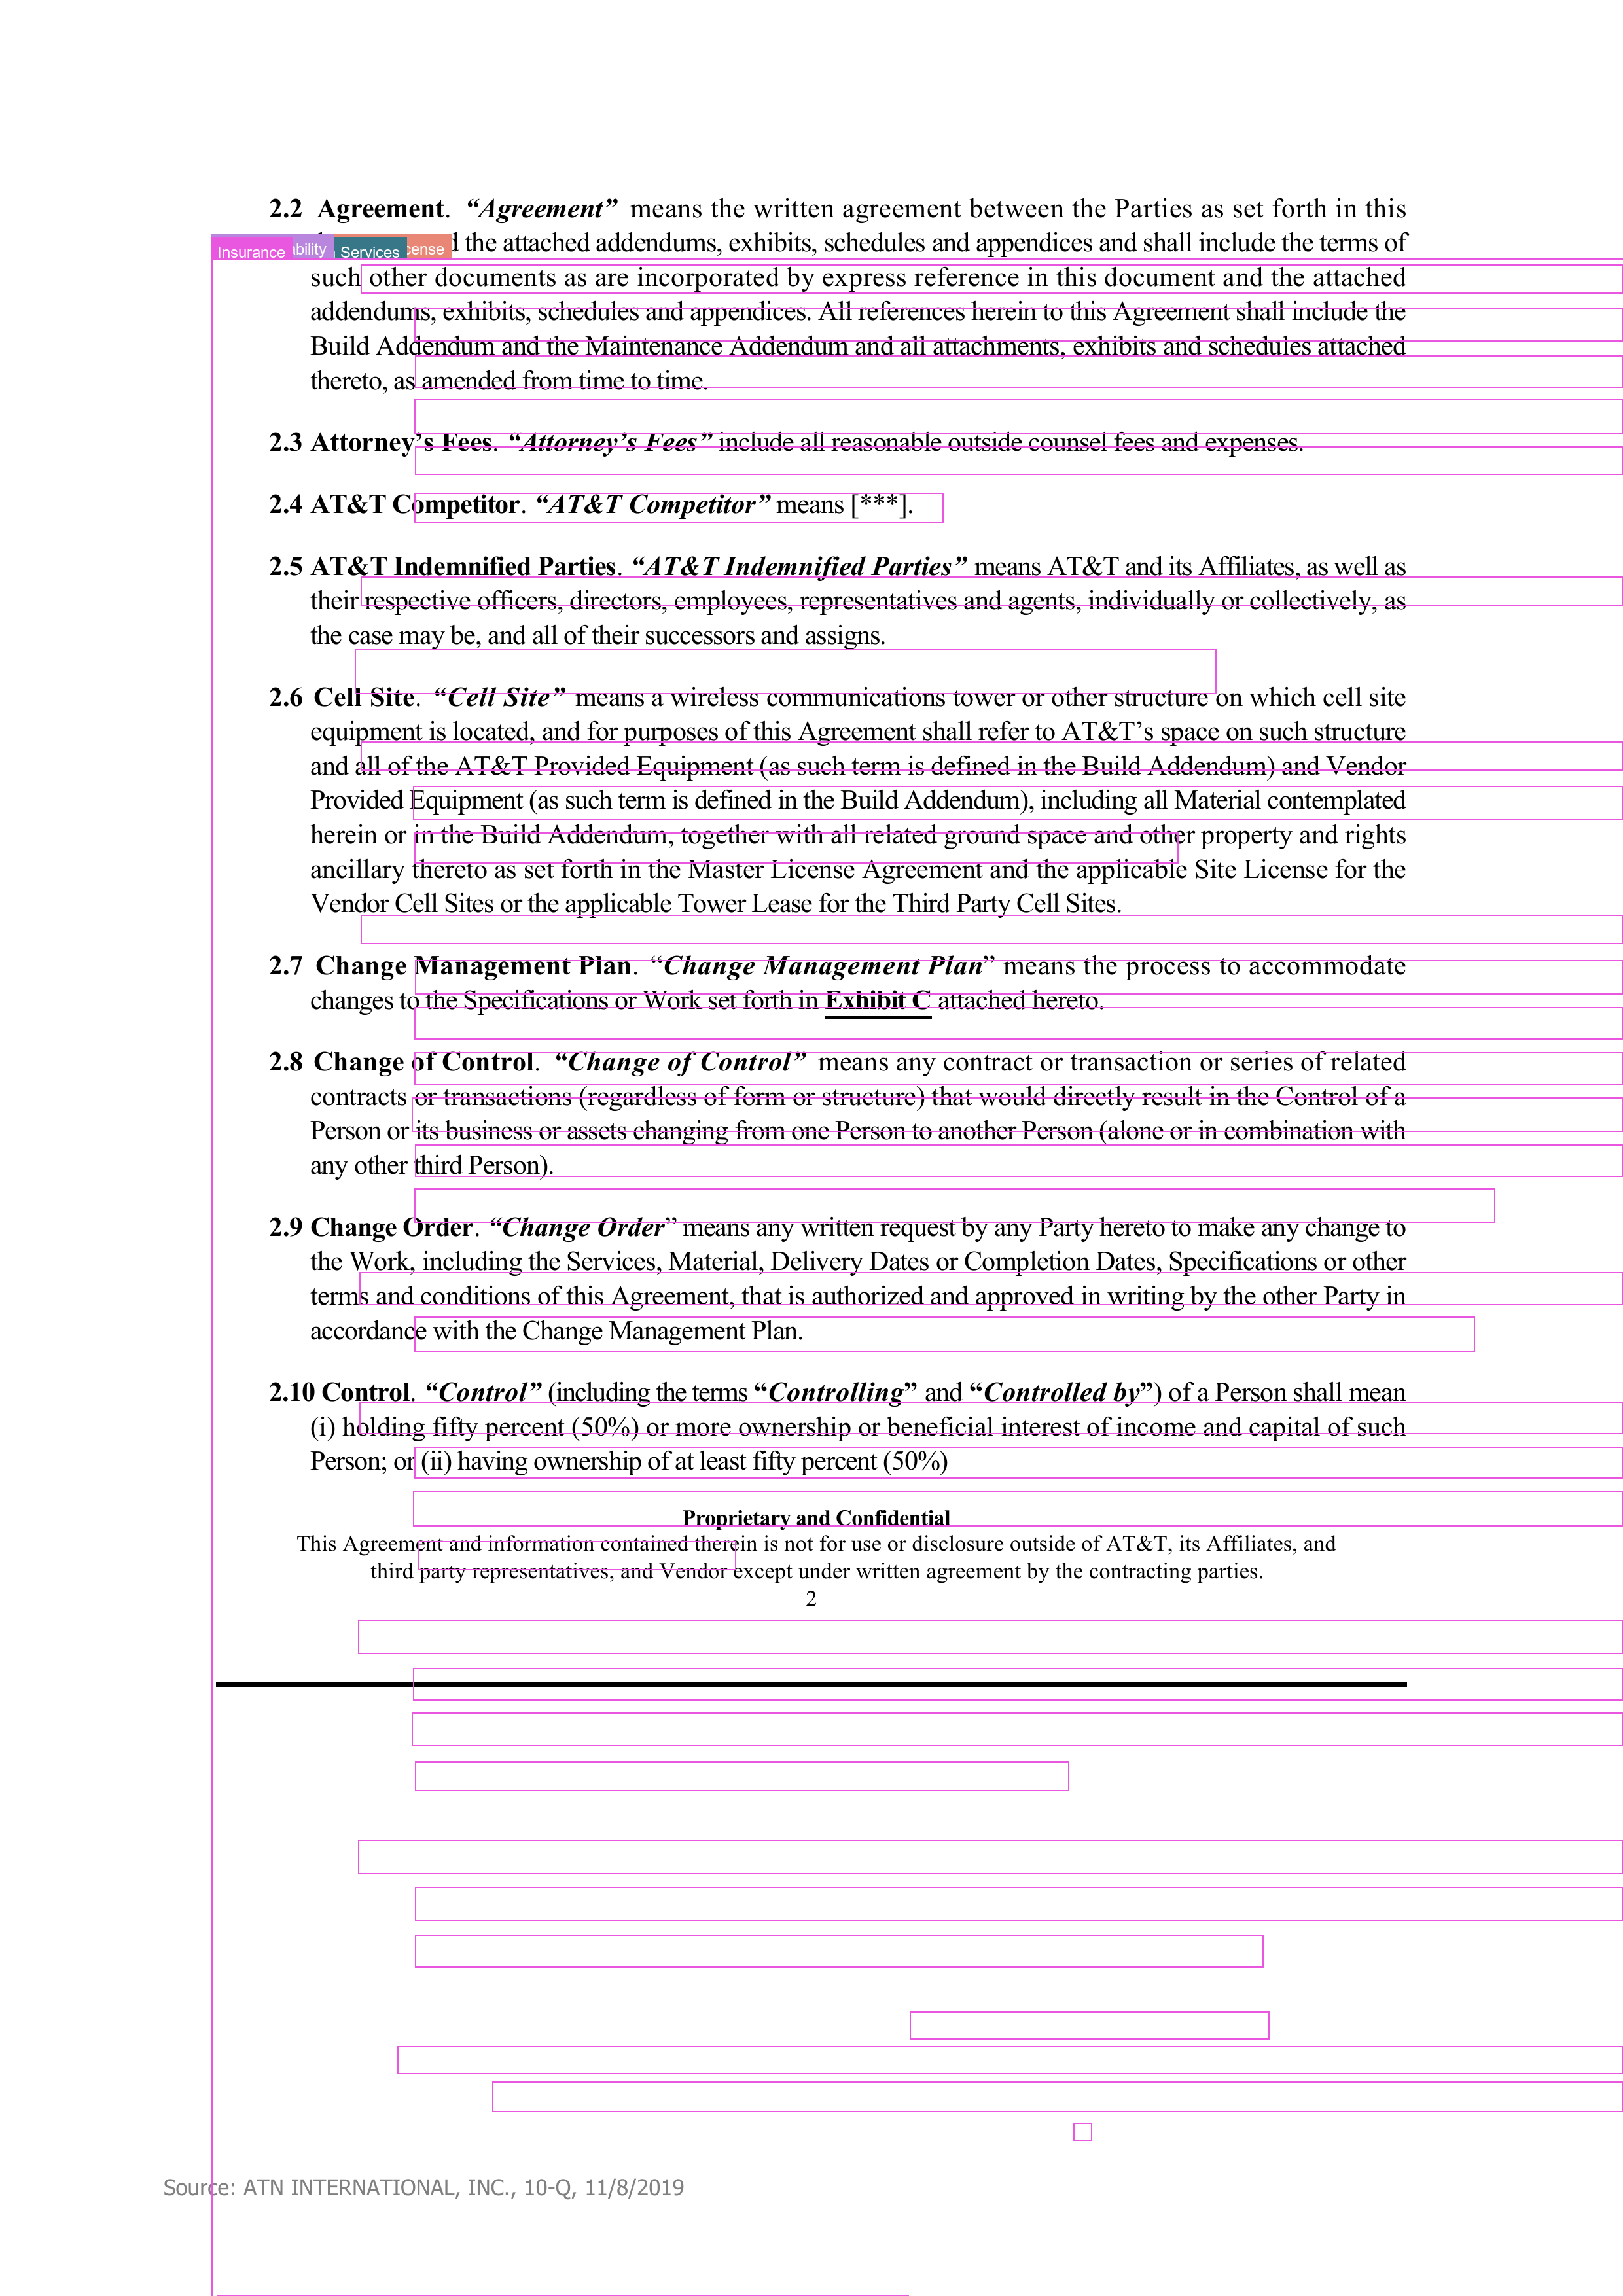 2.2 Agreement. “Agreement” means the written agreement between the Parties as set forth in this
Insurance ability Services cense the attached addendums, exhibits, schedules and appendices and shall include the terms of
such other documents as are incorporated by express reference in this document and the attached
addendums, exhibits, schedules and appendices. All references herein to this Agreement shall include the
Build Addendum and the Maintenance Addendum and all attachments, exhibits and schedules attached
thereto, as amended from time to time.
2.3 Attorney’s Fees. “Attorney’s Fees” include all reasonable outside counsel fees and expenses.
2.4 AT&T Competitor. “AT&T Competitor” means [***].
2.5 AT&T Indemnified Parties. “AT&T Indemnified Parties” means AT&T and its Affiliates, as well as
their respective officers, directors, employees, representatives and agents, individually or collectively, as
the case may be, and all of their successors and assigns.
2.6 Cell Site. “Cell Site” means a wireless communications tower or other structure on which cell site
equipment is located, and for purposes of this Agreement shall refer to AT&T’s space on such structure
and all of the AT&T Provided Equipment (as such term is defined in the Build Addendum) and Vendor
Provided Equipment (as such term is defined in the Build Addendum), including all Material contemplated
herein or in the Build Addendum, together with all related ground space and other property and rights
ancillary thereto as set forth in the Master License Agreement and the applicable Site License for the
Vendor Cell Sites or the applicable Tower Lease for the Third Party Cell Sites.
2.7 Change Management Plan. “Change Management Plan” means the process to accommodate
changes to the Specifications or Work set forth in Exhibit C attached hereto.
2.8 Change of Control. “Change of Control” means any contract or transaction or series of related
contracts or transactions (regardless of form or structure) that would directly result in the Control of a
Person or its business or assets changing from one Person to another Person (alone or in combination with
any other third Person).
2.9 Change Order. “Change Order” means any written request by any Party hereto to make any change to
the Work, including the Services, Material, Delivery Dates or Completion Dates, Specifications or other
terms and conditions of this Agreement, that is authorized and approved in writing by the other Party in
accordance with the Change Management Plan.
2.10 Control. “Control” (including the terms “Controlling” and “Controlled by”) of a Person shall mean
(i) holding fifty percent (50%) or more ownership or beneficial interest of income and capital of such
Person; or (ii) having ownership of at least fifty percent (50%)
Proprietary and Confidential
This Agreement and information contained therein is not for use or disclosure outside of AT&T, its Affiliates, and
third party representatives, and Vendor except under written agreement by the contracting parties.
2
Source: ATN INTERNATIONAL, INC., 10-Q, 11/8/2019